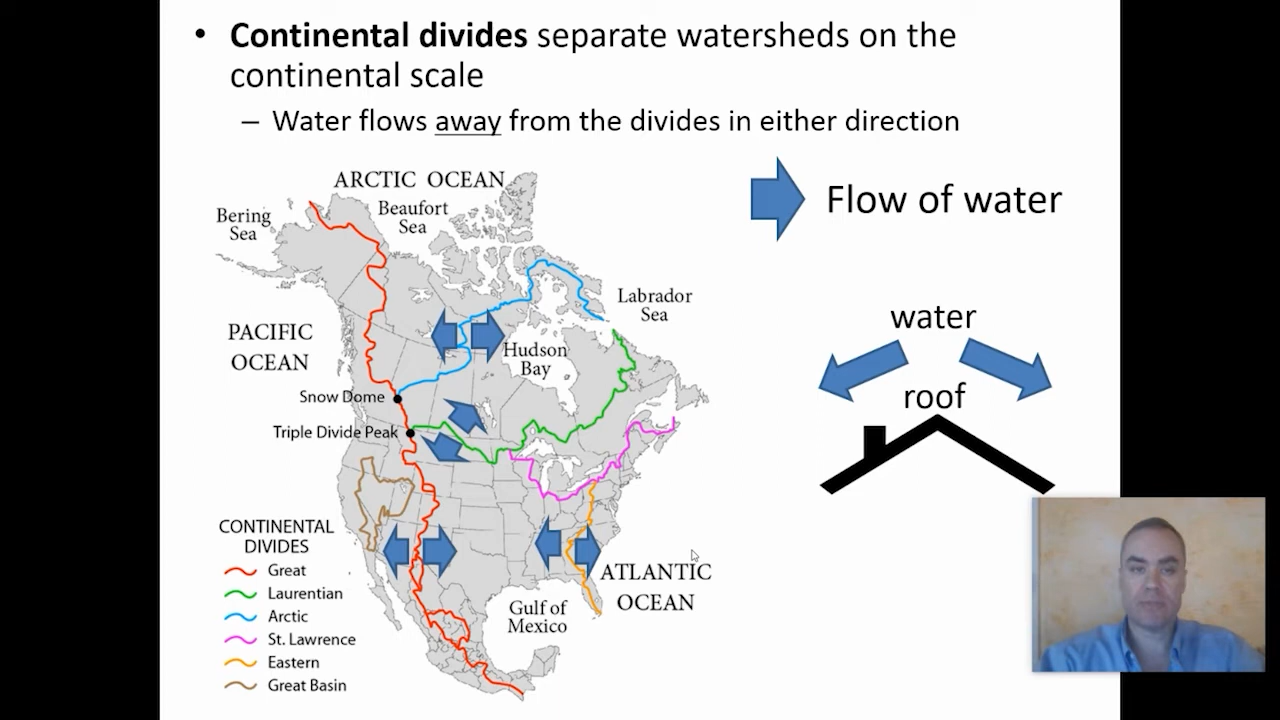 • Continental divides separate watersheds on the
continental scale
– Water flows away from the divides in either direction
Flow of water
ARCTIC OCEAN
Beaufort
Sea
Bering
Sea
Labrador
Sea
PACIFIC
OCEAN
Hudson
Bay
Snow Dome
Triple Divide Peak
CONTINENTAL
DIVIDES
Great
Laurentian
Arctic
St. Lawrence
Eastern
Great Basin
Gulf of
Mexico
ATLANTIC
OCEAN
water
roof